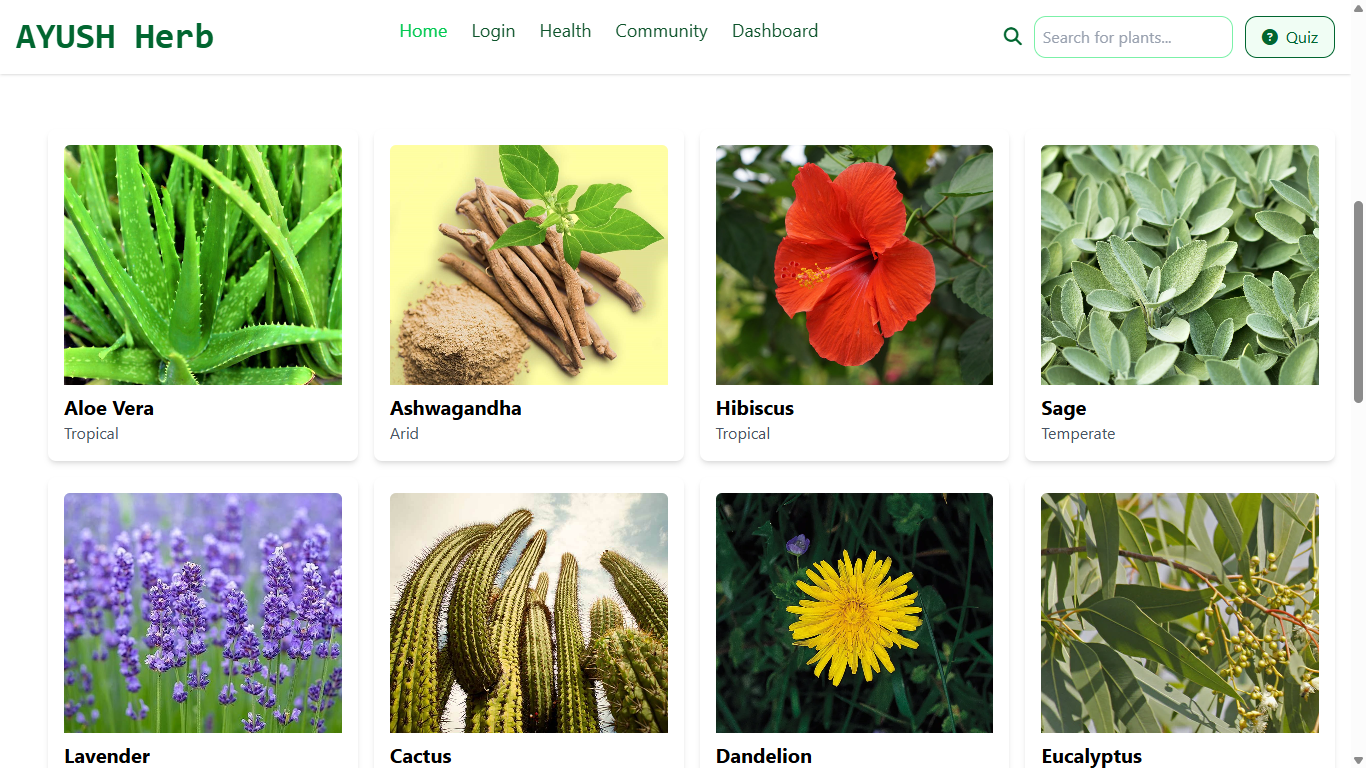 AYUSH Herb
Home Login Health Community Dashboard
Search for plants...
Quiz
Aloe Vera
Tropical
Ashwagandha
Arid
Hibiscus
Tropical
Sage
Temperate
Lavender
Cactus
Dandelion
Eucalyptus